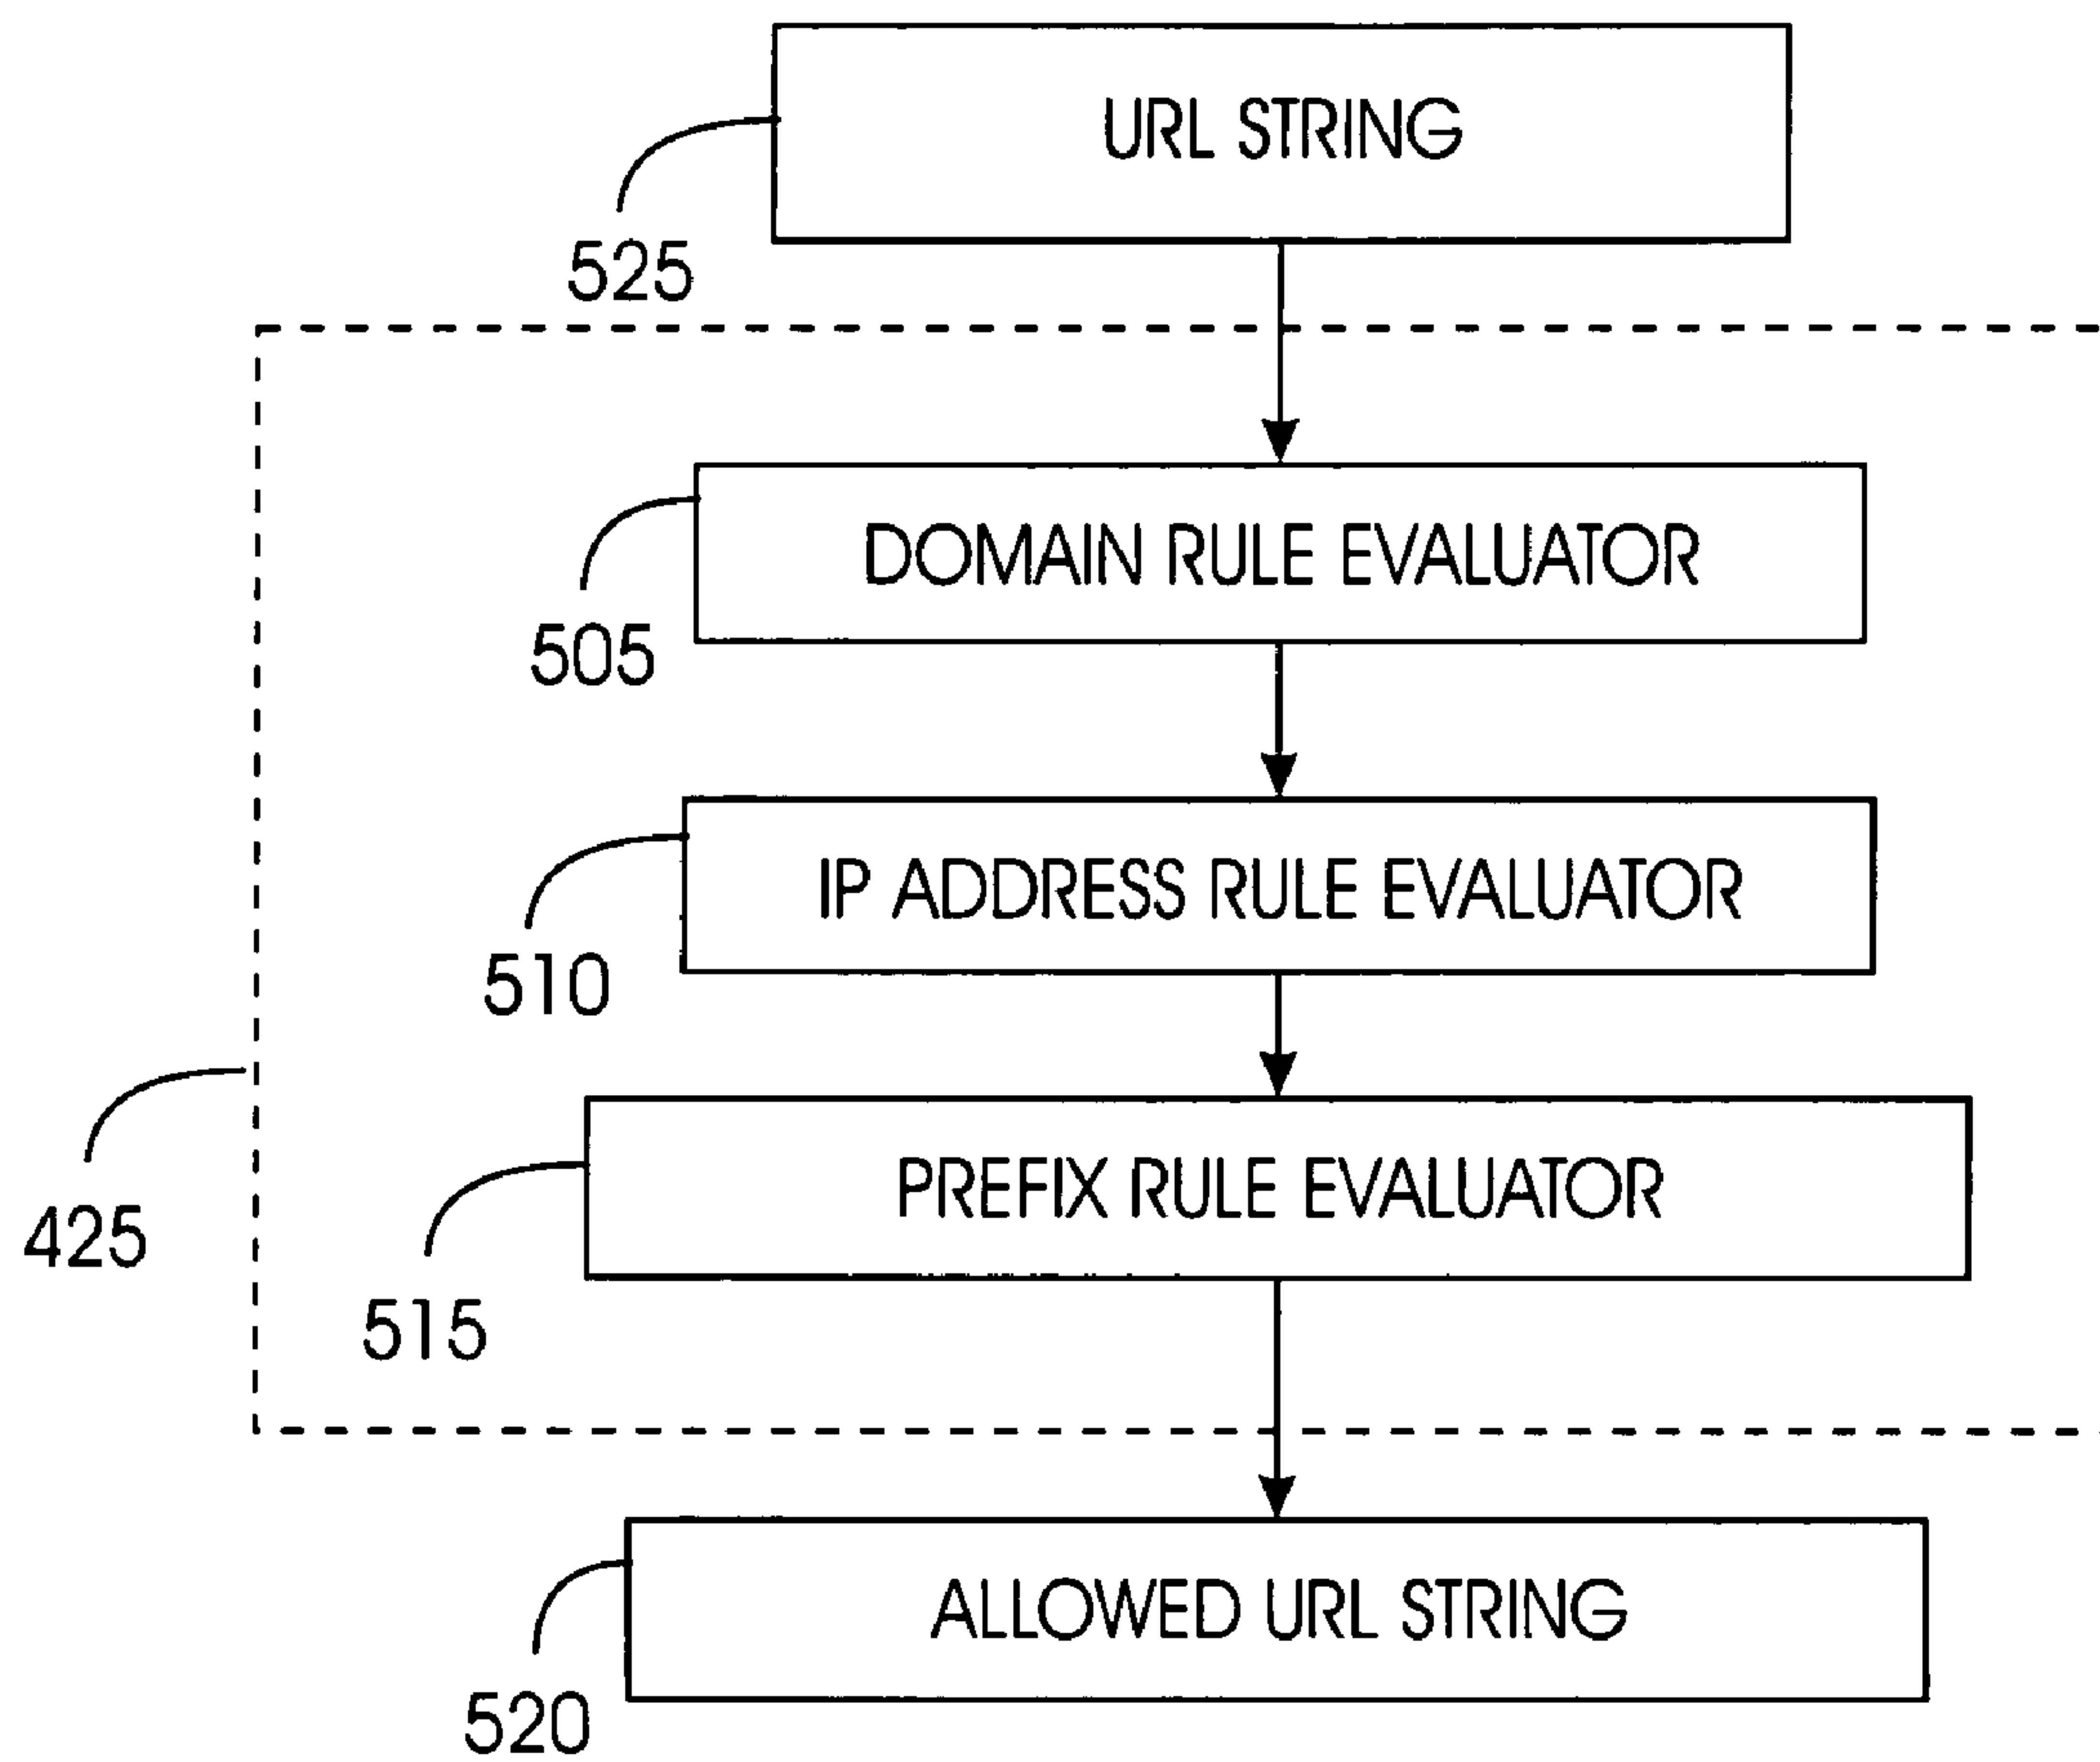 URL STRING
525
DOMAIN RULE EVALUATOR
505
IP ADDRESS RULE EVALUATOR
510
PREFIX RULE EVALUATOR
425
515
ALLOWED URL STRING
520